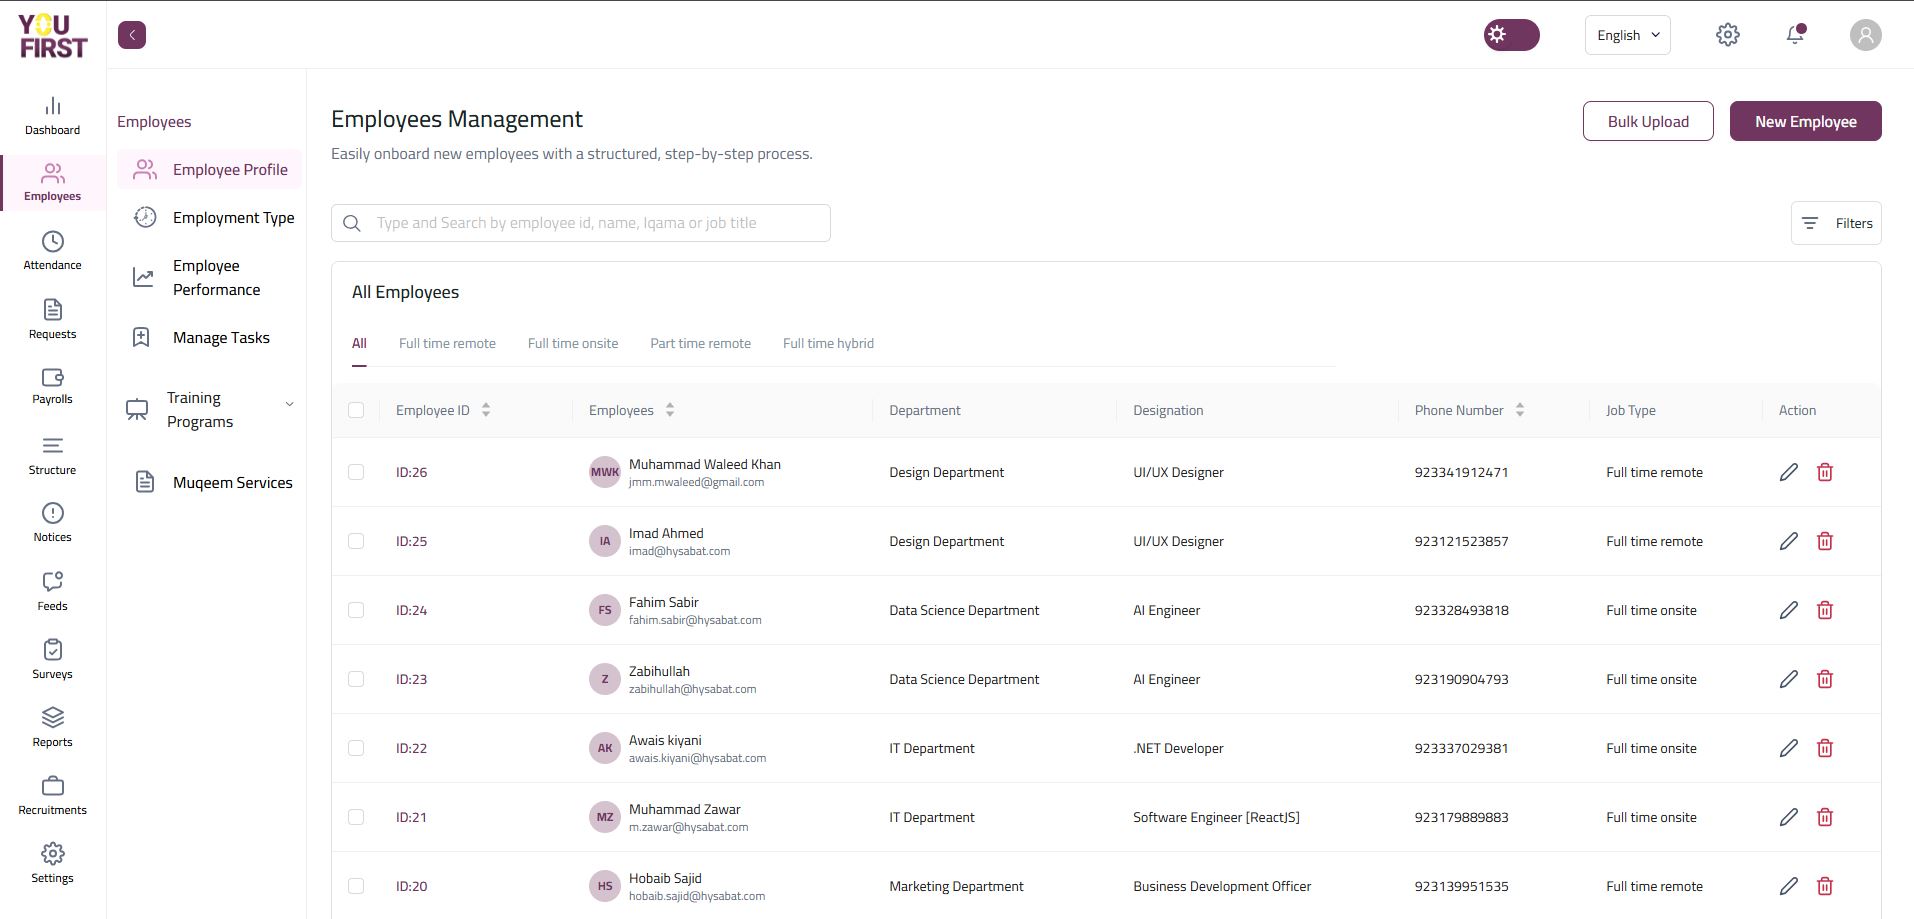 YOU
FIRST
English
Dashboard
Employees
Attendance
Requests
Payrolls
Structure
Notices
Feeds
Surveys
Reports
Recruitments
Settings
Employees
Employee Profile
Employment Type
Employee
Performance
Manage Tasks
Training
Programs
Muqeem Services
Employees Management
Easily onboard new employees with a structured, step-by-step process.
Bulk Upload
New Employee
Type and Search by employee id, name, Iqama or job title
Filters
All Employees
All Full time remote Full time onsite Part time remote Full time hybrid
Employee ID Employees Department Designation Phone Number Job Type Action
ID:26 MWK Muhammad Waleed Khan Design Department UI/UX Designer 923341912471 Full time remote
jmm.mwaleed@gmail.com
ID:25 IA Imad Ahmed Design Department UI/UX Designer 923121523857 Full time remote
imad@hysabat.com
ID:24 FS Fahim Sabir Data Science Department AI Engineer 923328493818 Full time onsite
fahim.sabir@hysabat.com
ID:23 Z Zabihullah Data Science Department AI Engineer 923190904793 Full time onsite
zabihullah@hysabat.com
ID:22 AK Awais kiyani IT Department .NET Developer 923337029381 Full time onsite
awais.kiyani@hysabat.com
ID:21 MZ Muhammad Zawar IT Department Software Engineer [ReactJS] 923179889883 Full time onsite
m.zawar@hysabat.com
ID:20 HS Hobaib Sajid Marketing Department Business Development Officer 923139951535 Full time remote
hobaib.sajid@hysabat.com